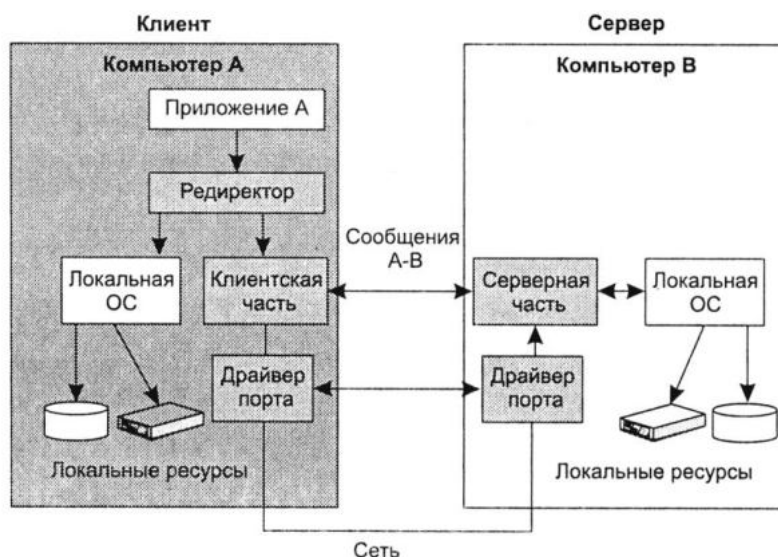 Клиент
Сервер
Компьютер А
Компьютер В
Приложение А
Редиректор
Сообщения
А-В
Локальная
ОС
Клиентская
часть
Серверная
часть
Локальная
ОС
Драйвер
порта
Драйвер
порта
Локальные ресурсы
Локальные ресурсы
Сеть